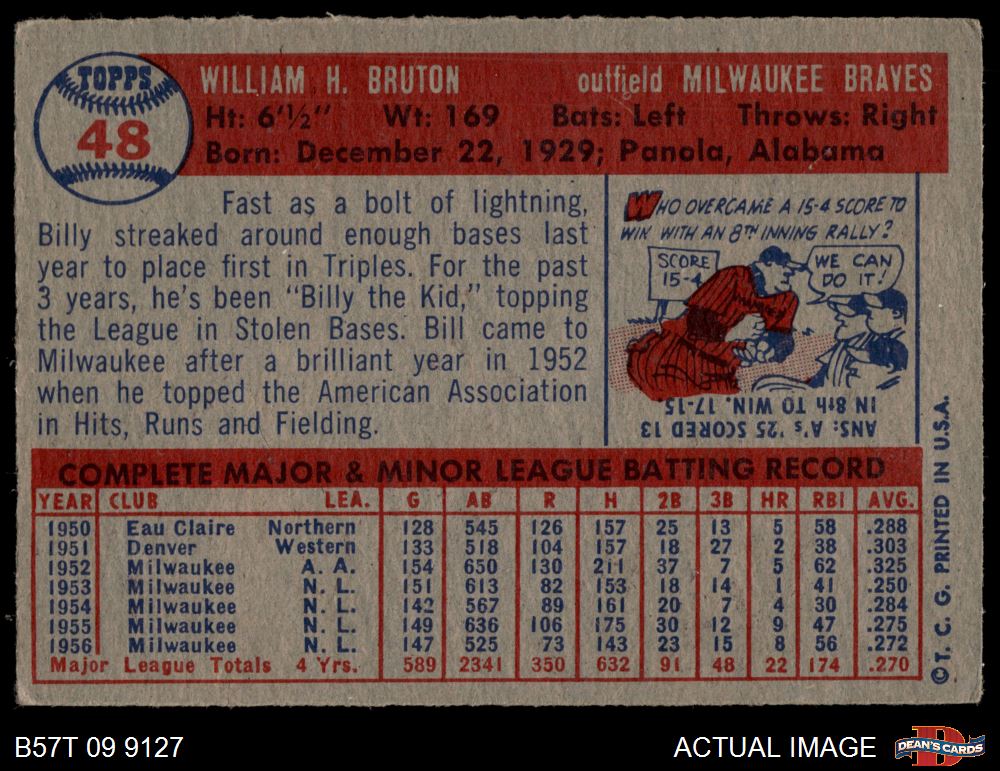 TOPPS
48
WILLIAM H. BRUTON outfield MILWAUKEE BRAVES
Ht: 6'½" Wt: 169 Bats: Left Throws: Right
Born: December 22, 1929; Panola, Alabama
Fast as a bolt of lightning,
Billy streaked around enough bases last
year to place first in Triples. For the past
3 years, he's been "Billy the Kid," topping
the League in Stolen Bases. Bill came to
Milwaukee after a brilliant year in 1952
when he topped the American Association
in Hits, Runs and Fielding.
WHO OVERCAME A 15-4 SCORE TO
WIN WITH AN 8TH INNING RALLY?
SCORE
15-4
WE CAN
DO IT!
ANS: A's '25 SCORED 13
IN 8th TO WIN. 17-15
COMPLETE MAJOR & MINOR LEAGUE BATTING RECORD
YEAR CLUB LEA. G AB R H 2B 3B HR RBI AVG.
1950 Eau Claire Northern 128 545 126 157 25 13 5 58 .288
1951 Denver Western 133 518 104 157 18 27 2 38 .303
1952 Milwaukee A. A. 154 650 130 211 37 7 5 62 .325
1953 Milwaukee N. L. 151 613 82 153 18 14 1 41 .250
1954 Milwaukee N. L. 142 567 89 161 20 7 4 30 .284
1955 Milwaukee N. L. 149 636 106 175 30 12 9 47 .275
1956 Milwaukee N. L. 147 525 73 143 23 15 8 56 .272
Major League Totals 4 Yrs. 589 2341 350 632 91 48 22 174 .270
©T. C. G. PRINTED IN U.S.A.
B57T 09 9127
ACTUAL IMAGE
D
DEAN'S CARDS